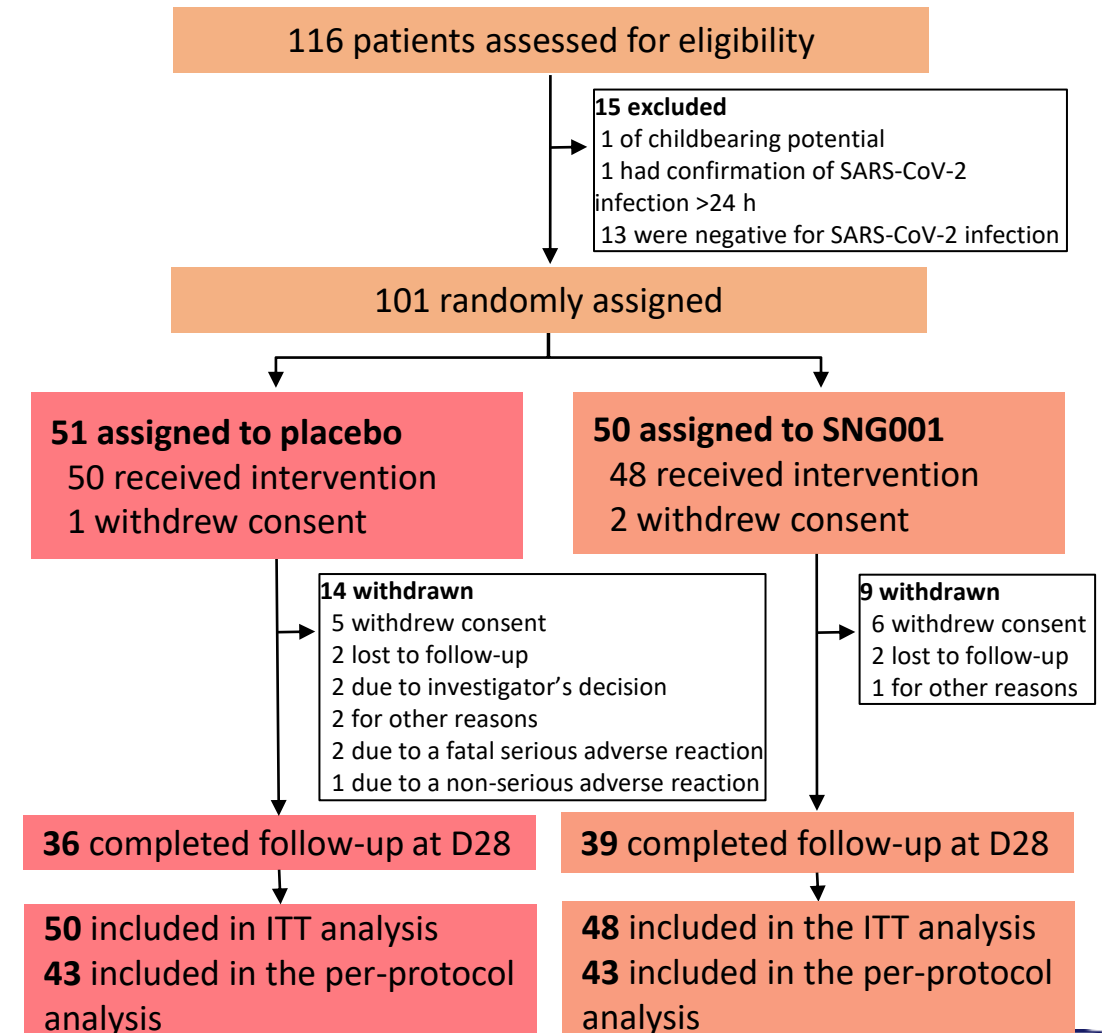 116 patients assessed for eligibility
15 excluded
1 of childbearing potential
1 had confirmation of SARS-CoV-2
infection >24 h
13 were negative for SARS-CoV-2 infection
101 randomly assigned
51 assigned to placebo
50 received intervention
1 withdrew consent
50 assigned to SNG001
48 received intervention
2 withdrew consent
14 withdrawn
5 withdrew consent
2 lost to follow-up
2 due to investigator’s decision
2 for other reasons
2 due to a fatal serious adverse reaction
1 due to a non-serious adverse reaction
9 withdrawn
6 withdrew consent
2 lost to follow-up
1 for other reasons
36 completed follow-up at D28
39 completed follow-up at D28
50 included in ITT analysis
43 included in the per-protocol
analysis
48 included in the ITT analysis
43 included in the per-protocol
analysis